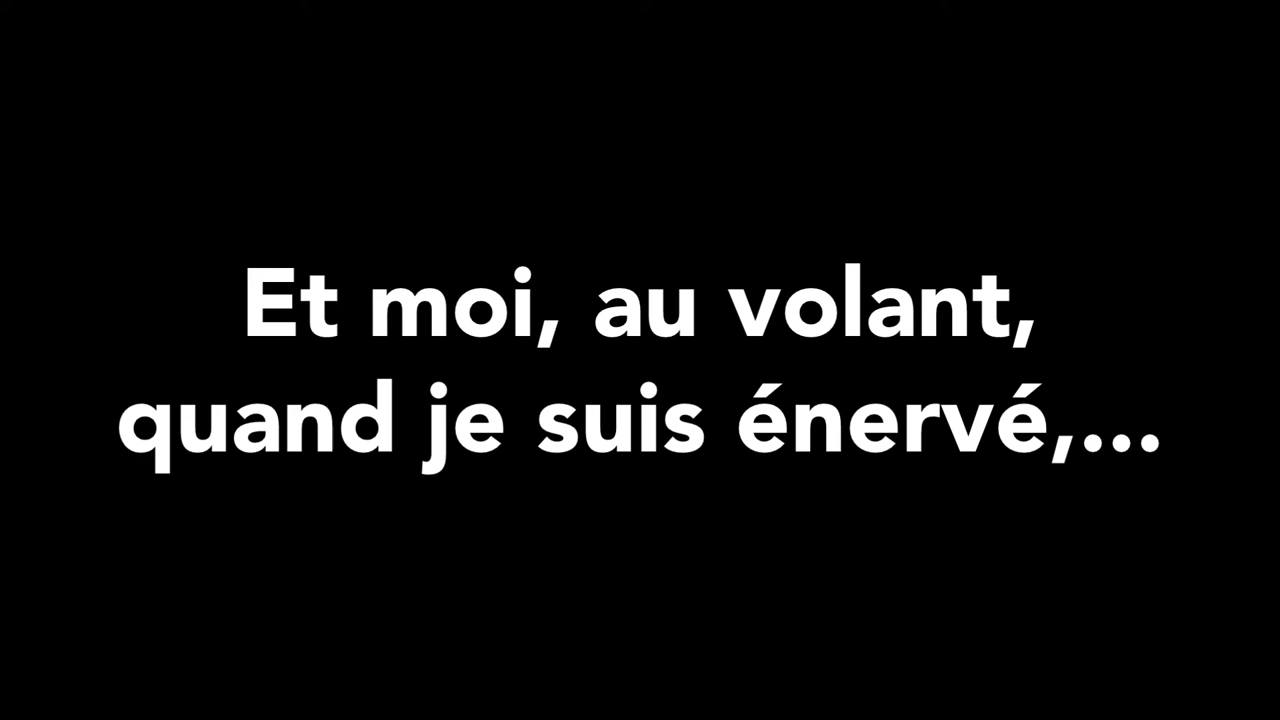 Et moi, au volant,
quand je suis énervé,...